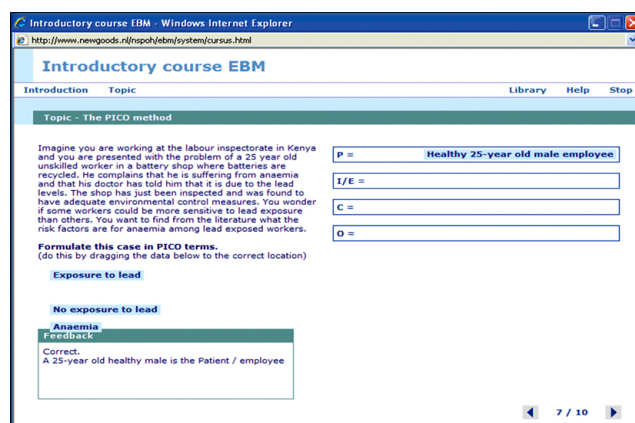 Introductory course EBM - Windows Internet Explorer
http://www.newgoods.nl/nspoh/ebm/system/cursus.html
Introductory course EBM
Introduction Topic Library Help Stop
Topic - The PICO method
Imagine you are working at the labour inspectorate in Kenya
and you are presented with the problem of a 25 year old
unskilled worker in a battery shop where batteries are
recycled. He complains that he is suffering from anaemia
and that his doctor has told him that it is due to the lead
levels. The shop has just been inspected and was found to
have adequate environmental control measures. You wonder
if some workers could be more sensitive to lead exposure
than others. You want to find from the literature what the
risk factors are for anaemia among lead exposed workers.
Formulate this case in PICO terms.
(do this by dragging the data below to the correct location)
Exposure to lead
No exposure to lead
Anaemia
Feedback
Correct.
A 25-year old healthy male is the Patient / employee
P = Healthy 25-year old male employee
I/E =
C =
O =
7 / 10